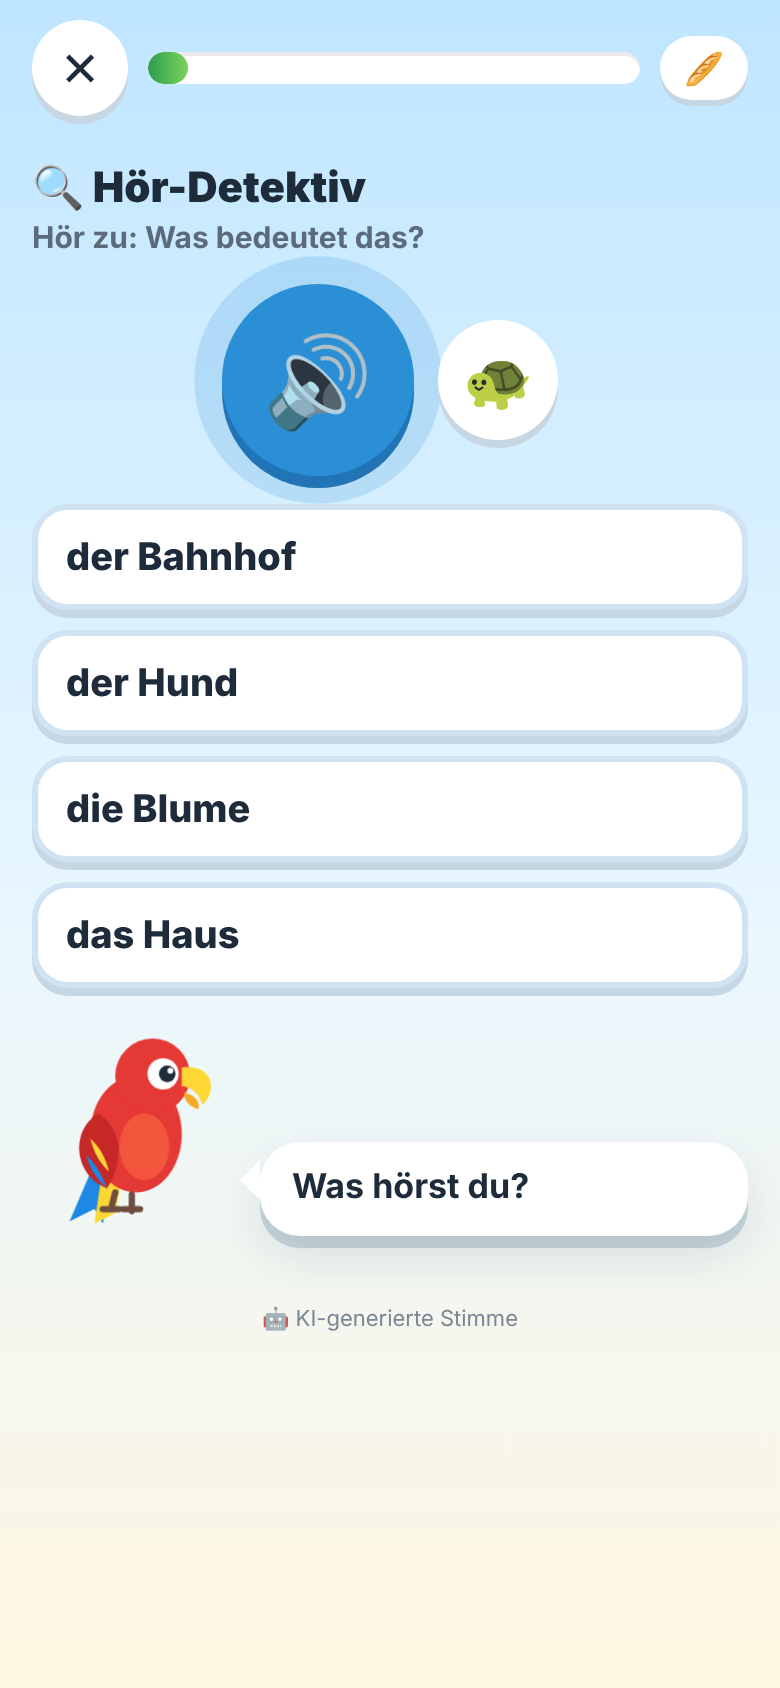 Hör-Detektiv
Hör zu: Was bedeutet das?
der Bahnhof
der Hund
die Blume
das Haus
Was hörst du?
KI-generierte Stimme